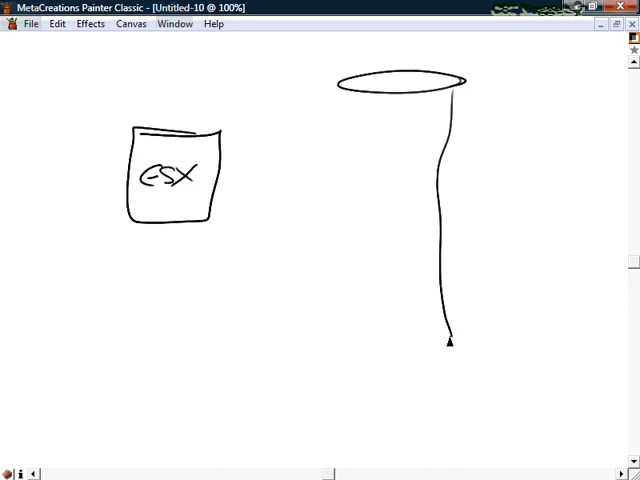 MetaCreations Painter Classic - [Untitled-10 @ 100%]
File Edit Effects Canvas Window Help
esx